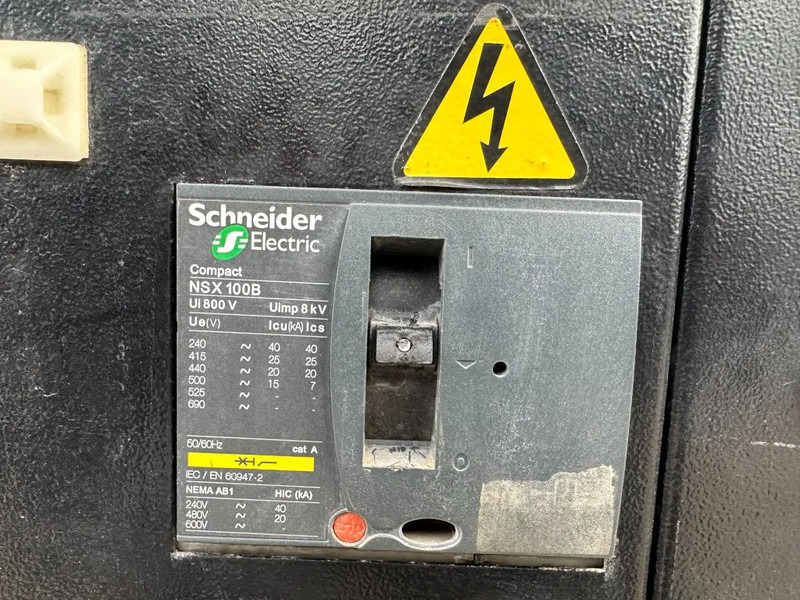 Schneider
Electric
Compact
NSX 100B
Ui 800 V Uimp 8 kV
Ue(V) Icu(kA) Ics
240 ~ 40 40
415 ~ 25 25
440 ~ 20 20
500 ~ 15 7
525 ~ - -
690 ~ - -
50/60Hz cat A
IEC / EN 60947-2
NEMA AB1 HIC (kA)
240V ~ 40
480V ~ 20
600V ~ -
I
O